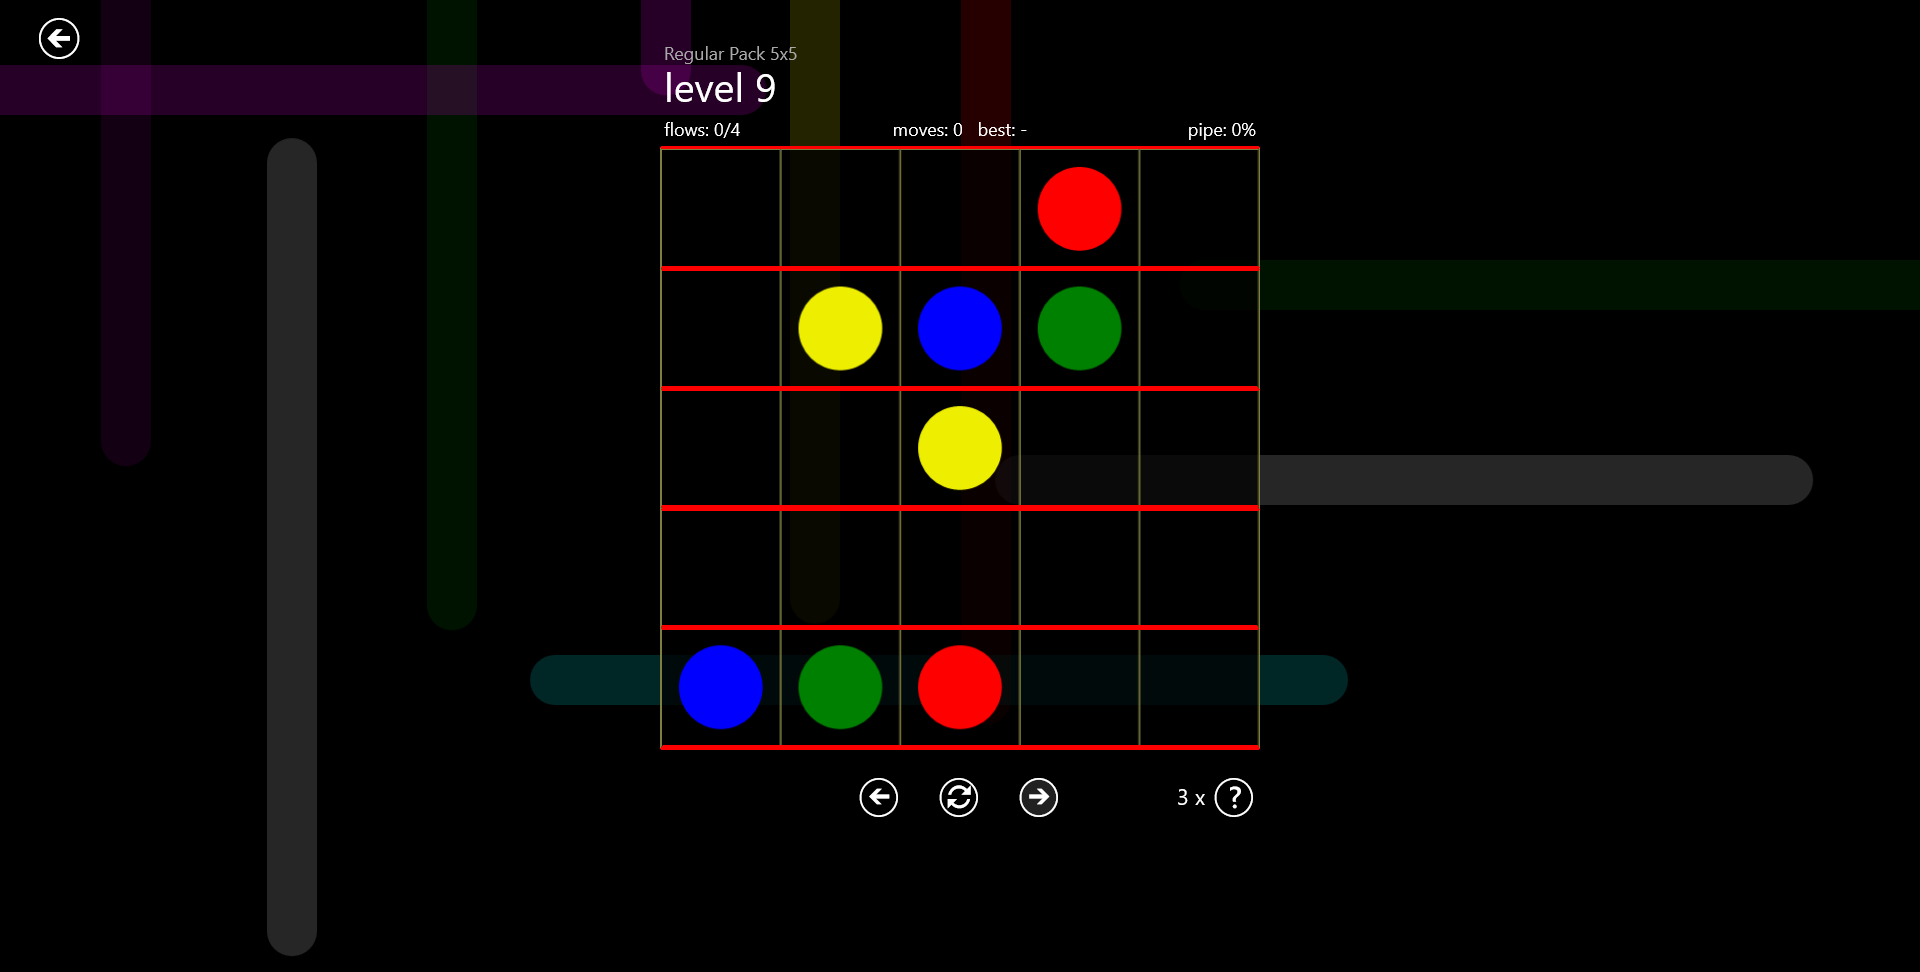 Regular Pack 5x5
level 9
flows: 0/4 moves: 0 best: - pipe: 0%
3 x ?